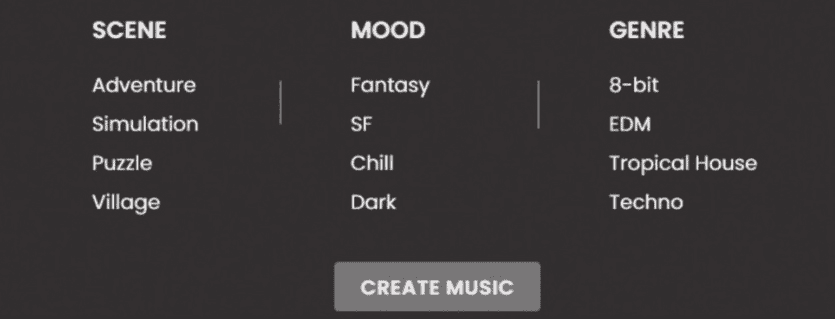 SCENE MOOD GENRE
Adventure Fantasy 8-bit
Simulation SF EDM
Puzzle Chill Tropical House
Village Dark Techno
CREATE MUSIC